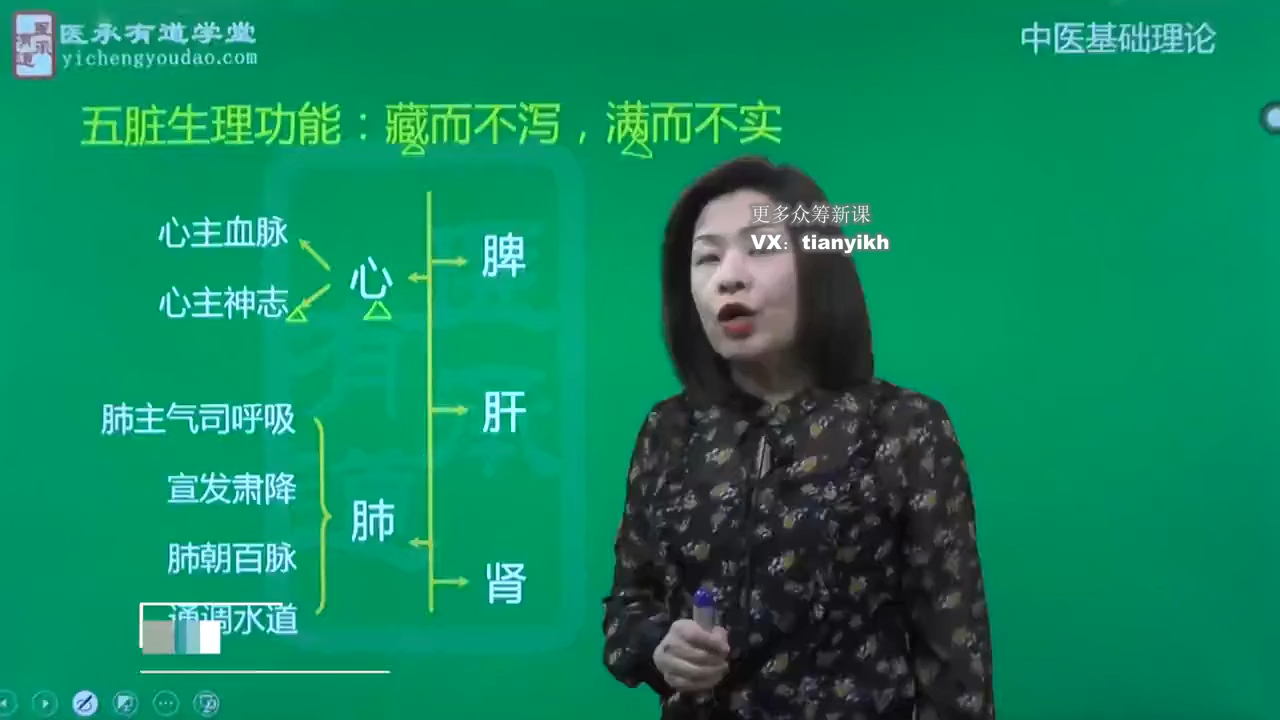 医承有道学堂
yichengyoudao.com
中医基础理论
五脏生理功能：藏而不泻，满而不实
更多众筹新课
VX：tianyikh
心主血脉
心主神志
心
脾
肝
肺主气司呼吸
宣发肃降
肺朝百脉
通调水道
肺
肾